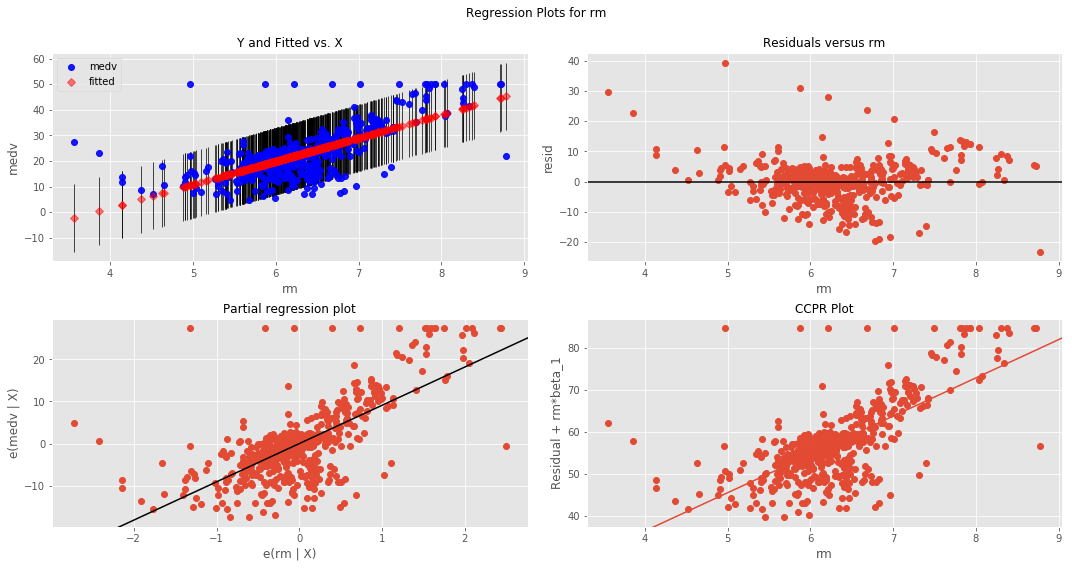 Regression Plots for rm
Y and Fitted vs. X
medv
fitted
60
50
40
30
20
10
0
−10
medv
4 5 6 7 8 9
rm
Residuals versus rm
40
30
20
10
0
−10
−20
resid
4 5 6 7 8 9
rm
Partial regression plot
20
10
0
−10
e(medv | X)
−2 −1 0 1 2
e(rm | X)
CCPR Plot
80
70
60
50
40
Residual + rm*beta_1
4 5 6 7 8 9
rm